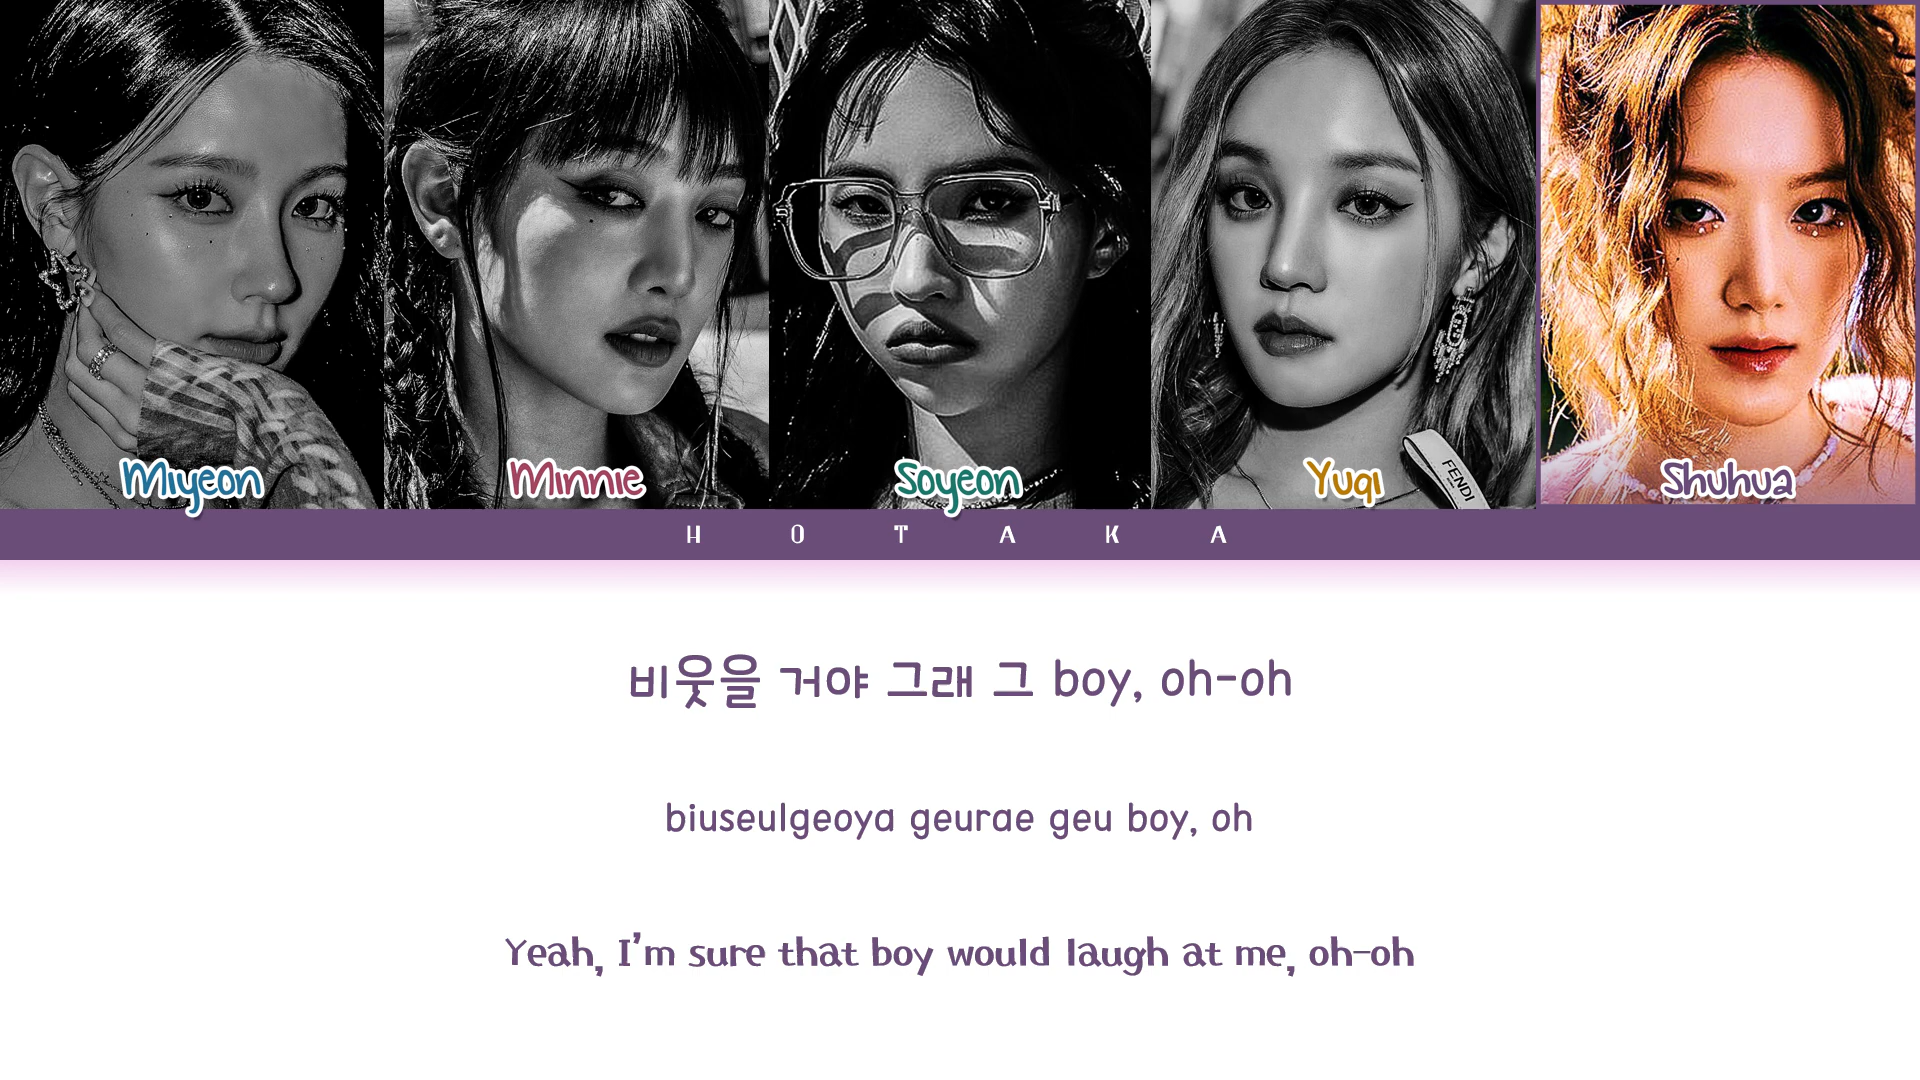 FENDI
Miyeon
Minnie
Soyeon
Yuqi
Shuhua
H O T A K A
비웃을 거야 그래 그 boy, oh-oh
biuseulgeoya geurae geu boy, oh
Yeah, I'm sure that boy would laugh at me, oh-oh